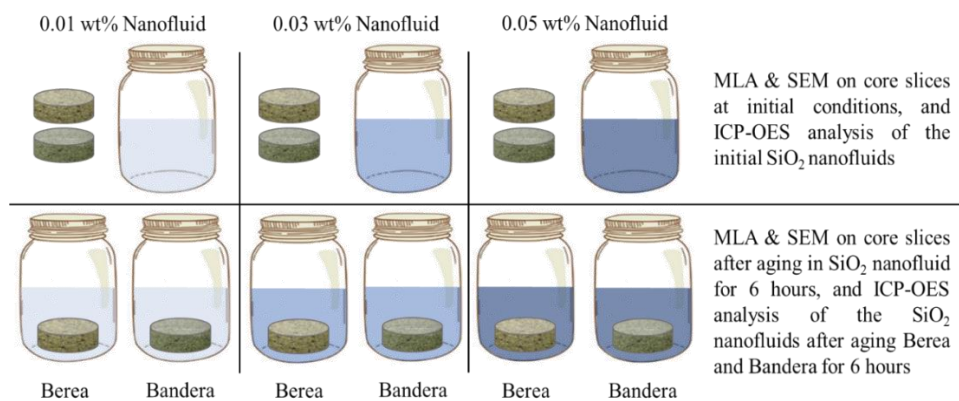 0.01 wt% Nanofluid
0.03 wt% Nanofluid
0.05 wt% Nanofluid
MLA & SEM on core slices
at initial conditions, and
ICP-OES analysis of the
initial SiO₂ nanofluids
MLA & SEM on core slices
after aging in SiO₂ nanofluid
for 6 hours, and ICP-OES
analysis of the SiO₂
nanofluids after aging Berea
and Bandera for 6 hours
Berea
Bandera
Berea
Bandera
Berea
Bandera